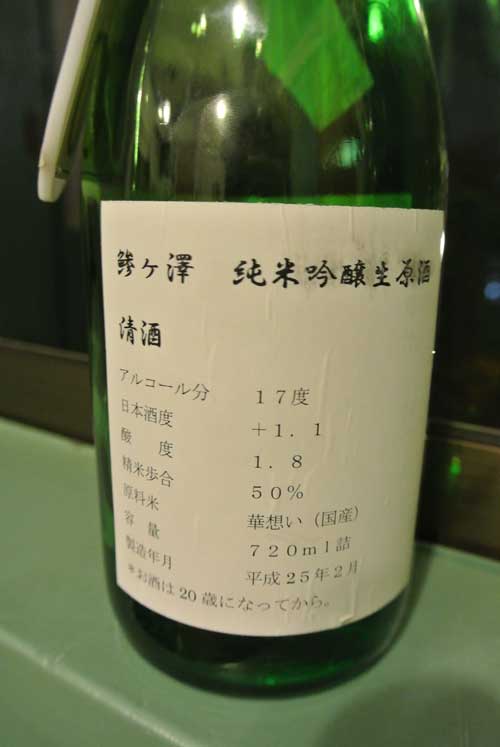 鰺ヶ澤 純米吟醸生原酒
清酒
アルコール分 17度
日本酒度 +1.1
酸 度 1.8
精米歩合 50%
原料米 華想い(国産)
容 量 720ml詰
製造年月 平成25年2月
*お酒は20歳になってから。